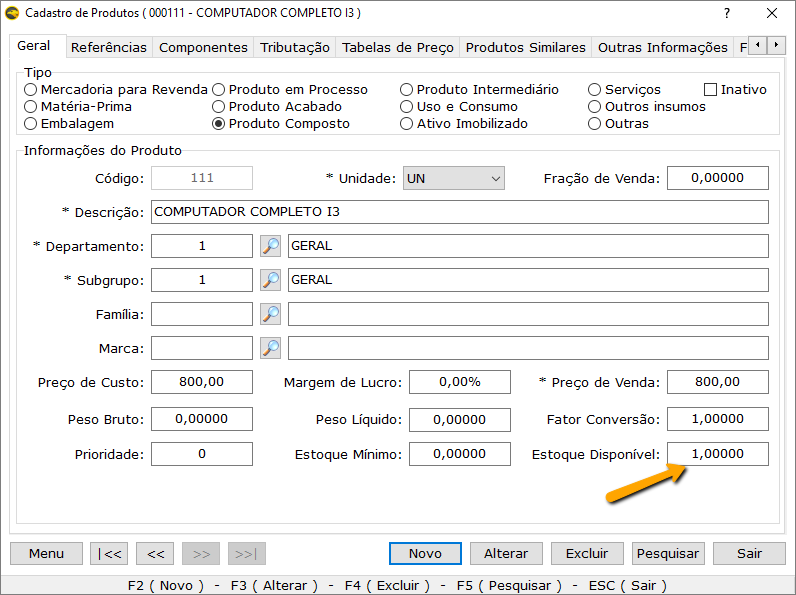 Cadastro de Produtos ( 000111 - COMPUTADOR COMPLETO I3 ) ?
Geral Referências Componentes Tributação Tabelas de Preço Produtos Similares Outras Informações F
Tipo
Mercadoria para Revenda Produto em Processo Produto Intermediário Serviços Inativo
Matéria-Prima Produto Acabado Uso e Consumo Outros insumos
Embalagem Produto Composto Ativo Imobilizado Outras
Informações do Produto
Código: 111 * Unidade: UN Fração de Venda: 0,00000
* Descrição: COMPUTADOR COMPLETO I3
* Departamento: 1 GERAL
* Subgrupo: 1 GERAL
Família:
Marca:
Preço de Custo: 800,00 Margem de Lucro: 0,00% * Preço de Venda: 800,00
Peso Bruto: 0,00000 Peso Líquido: 0,00000 Fator Conversão: 1,00000
Prioridade: 0 Estoque Mínimo: 0,00000 Estoque Disponível: 1,00000
Menu |<< << >> >>| Novo Alterar Excluir Pesquisar Sair
F2 ( Novo ) - F3 ( Alterar ) - F4 ( Excluir ) - F5 ( Pesquisar ) - ESC ( Sair )